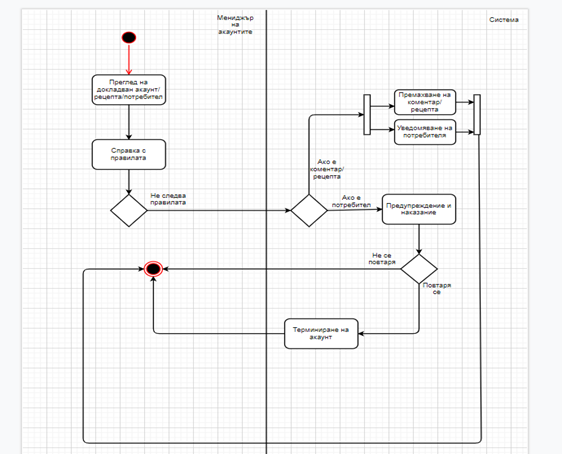 Мениджър
на
акаунтите
Система
Преглед на
докладван акаунт/
рецепта/потребител
Премахване на
коментар/
рецепта
Уведомяване на
потребителя
Справка с
правилата
Ако е
коментар/
рецепта
Не следва
правилата
Ако е
потребител
Предупреждение и
наказание
Не се
повтаря
Повтаря
се
Терминиране на
акаунт